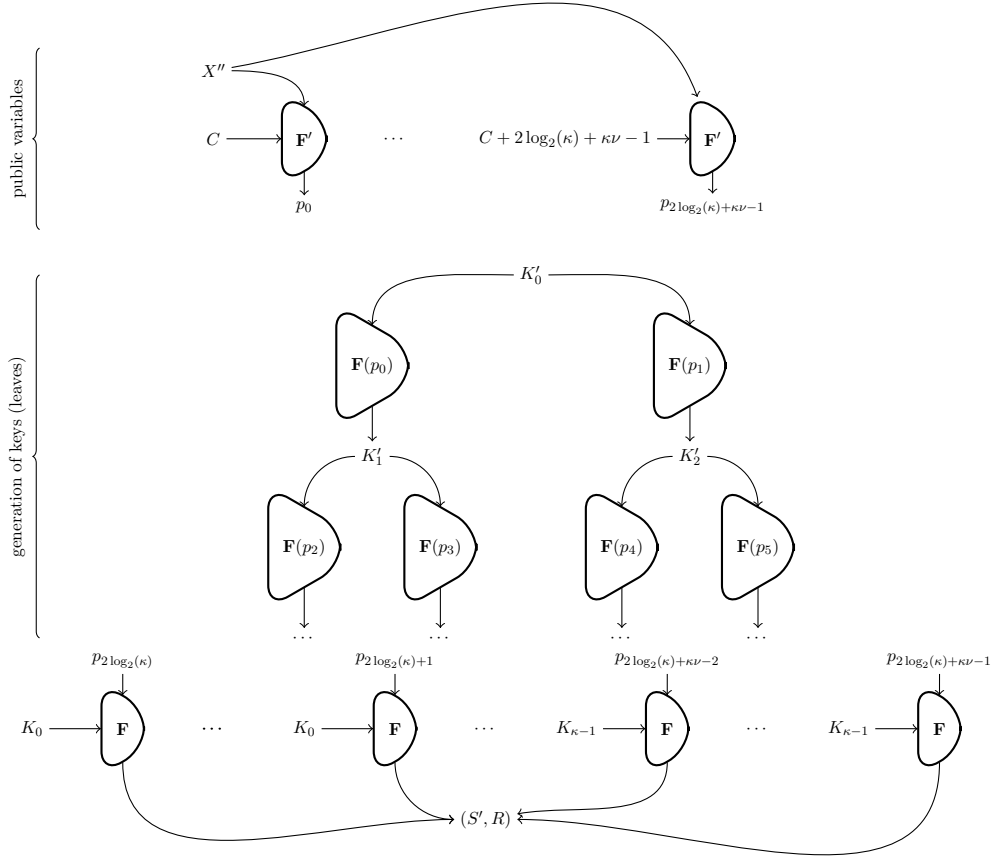 public variables
X″
C
F′
⋯
C + 2 log₂(κ) + κν − 1
F′
p₀
p_{2 log₂(κ)+κν−1}
generation of keys (leaves)
K′₀
F(p₀)
F(p₁)
K′₁
K′₂
F(p₂)
F(p₃)
F(p₄)
F(p₅)
⋯
⋯
⋯
⋯
p_{2 log₂(κ)}
p_{2 log₂(κ)+1}
p_{2 log₂(κ)+κν−2}
p_{2 log₂(κ)+κν−1}
K₀
F
⋯
K₀
F
⋯
K_{κ−1}
F
⋯
K_{κ−1}
F
(S′, R)